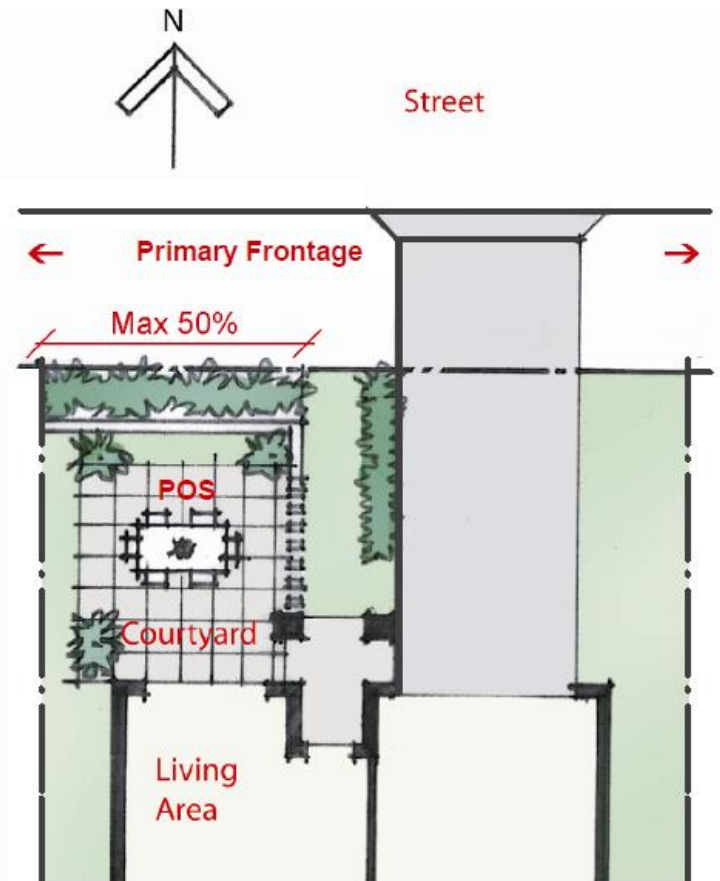 N
Street
Primary Frontage
Max 50%
POS
Courtyard
Living
Area